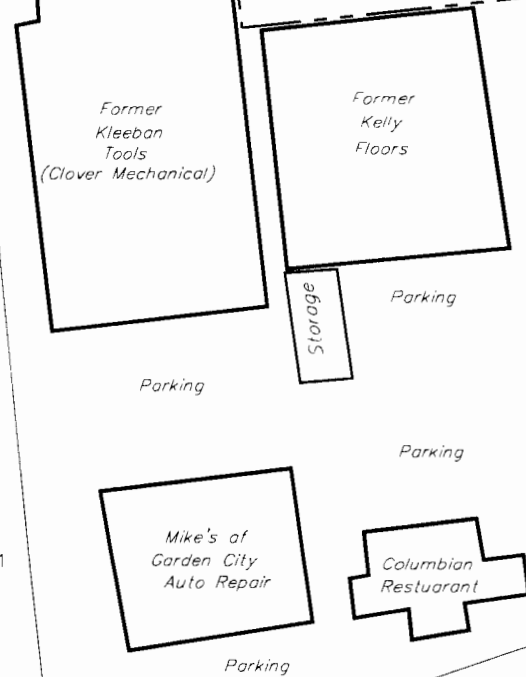 Former
Kleeban
Tools
(Clover Mechanical)
Former
Kelly
Floors
Storage
Parking
Parking
Parking
Mike's of
Garden City
Auto Repair
Columbian
Restuarant
Parking